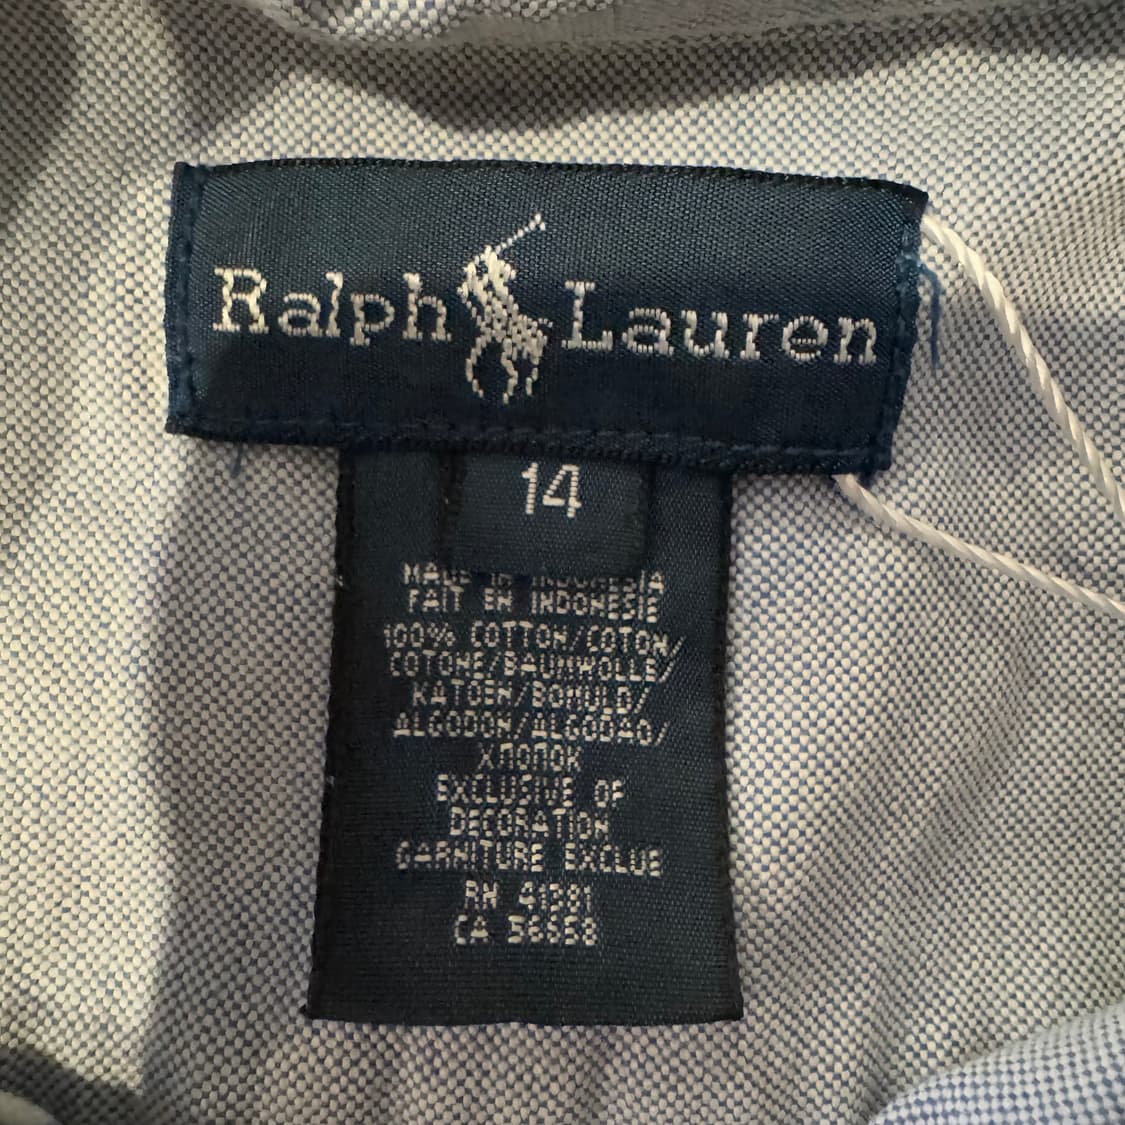 Ralph Lauren
14
MADE IN INDONESIA
FAIT EN INDONESIE
100% COTTON/COTON/
COTONE/BAUMWOLLE/
KATOEN/BOMULD/
ALGODON/ALGODÃO/
ХЛОПОК
EXCLUSIVE OF
DECORATION
GARNITURE EXCLUE
RN 41381
CA 56658